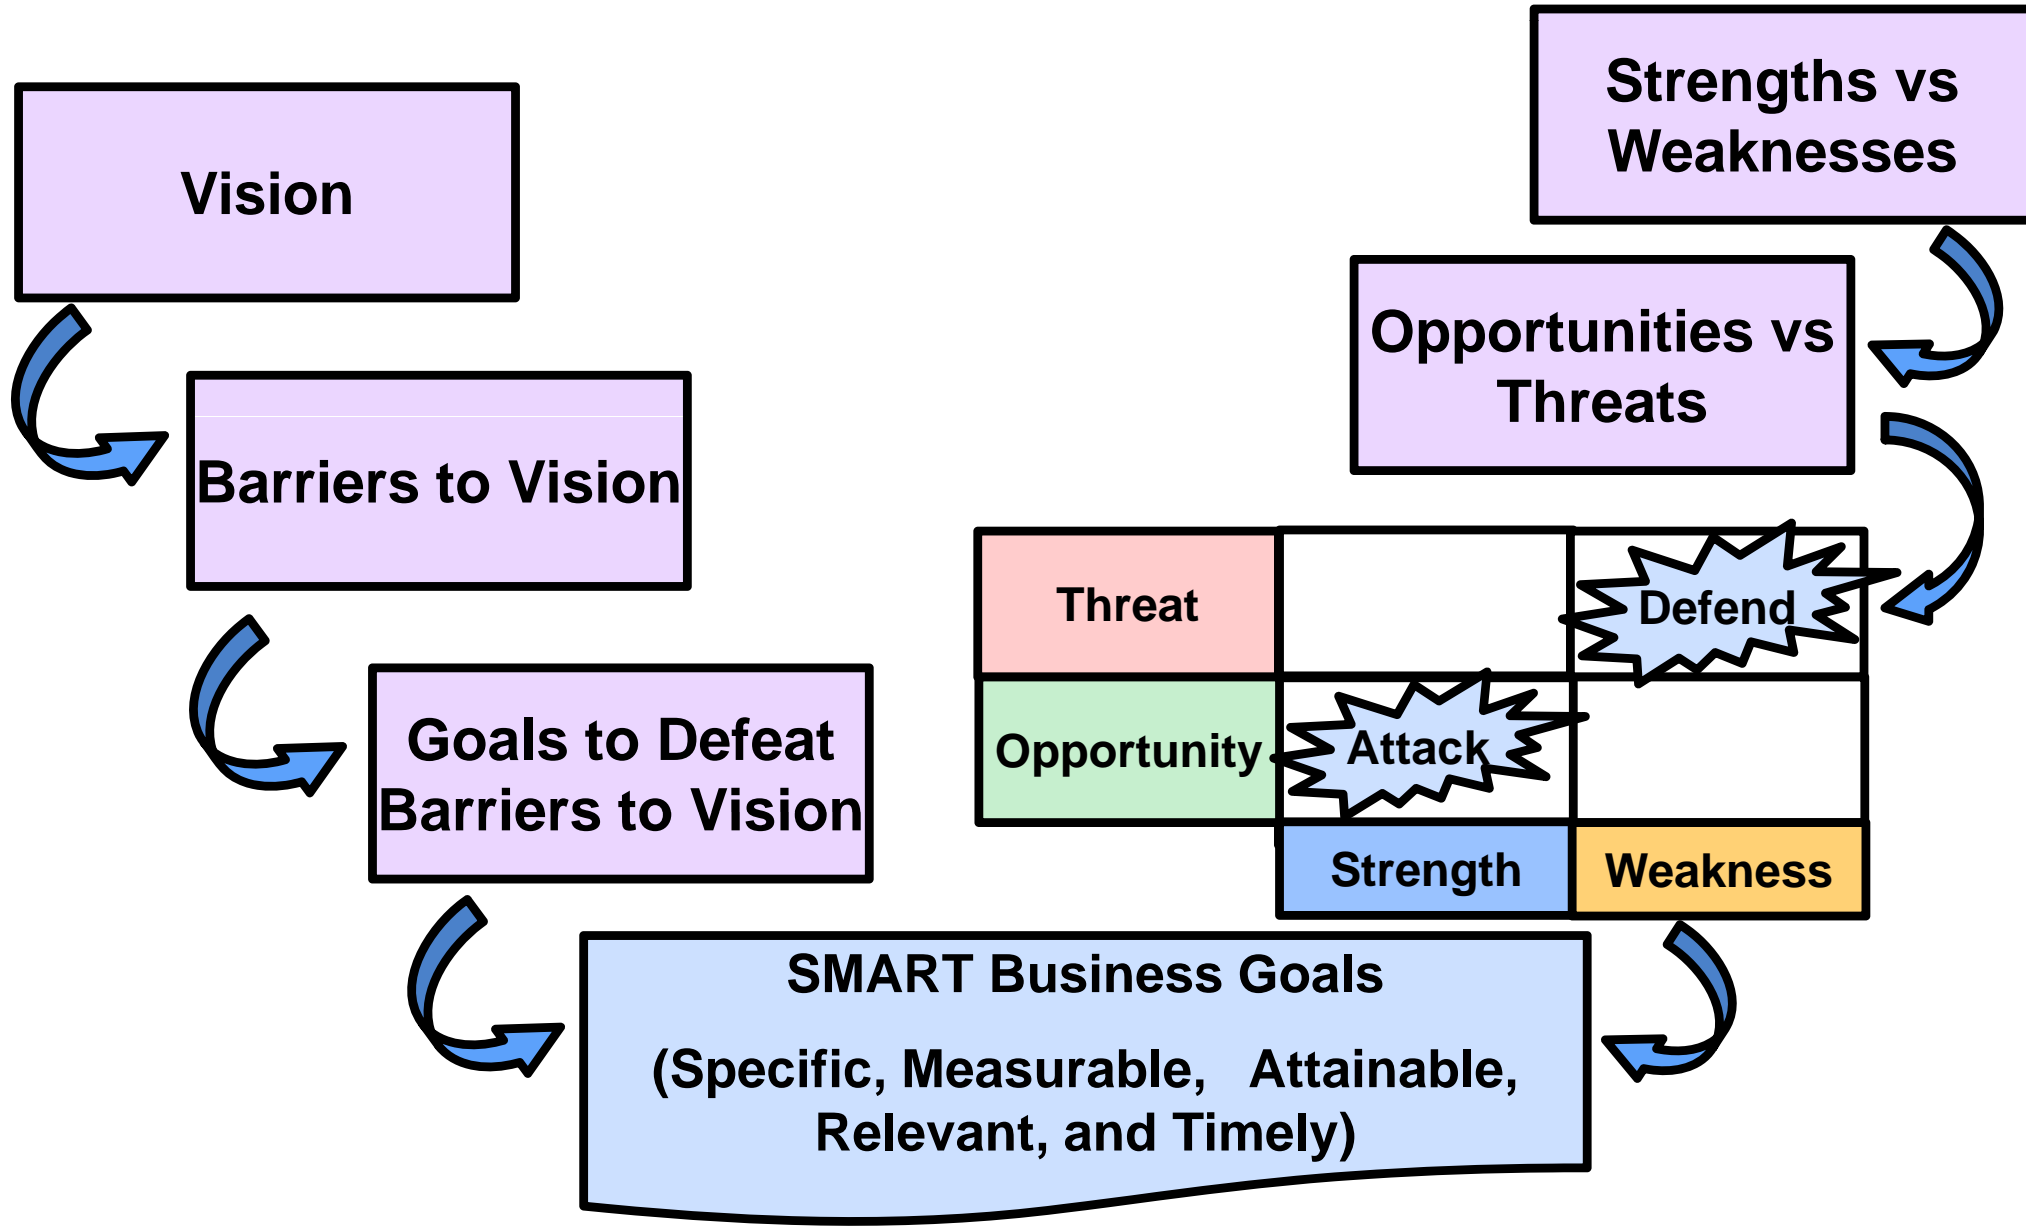 Vision
Barriers to Vision
Goals to Defeat
Barriers to Vision
Strengths vs
Weaknesses
Opportunities vs
Threats
Threat
Defend
Opportunity
Attack
Strength
Weakness
SMART Business Goals
(Specific, Measurable, Attainable,
Relevant, and Timely)